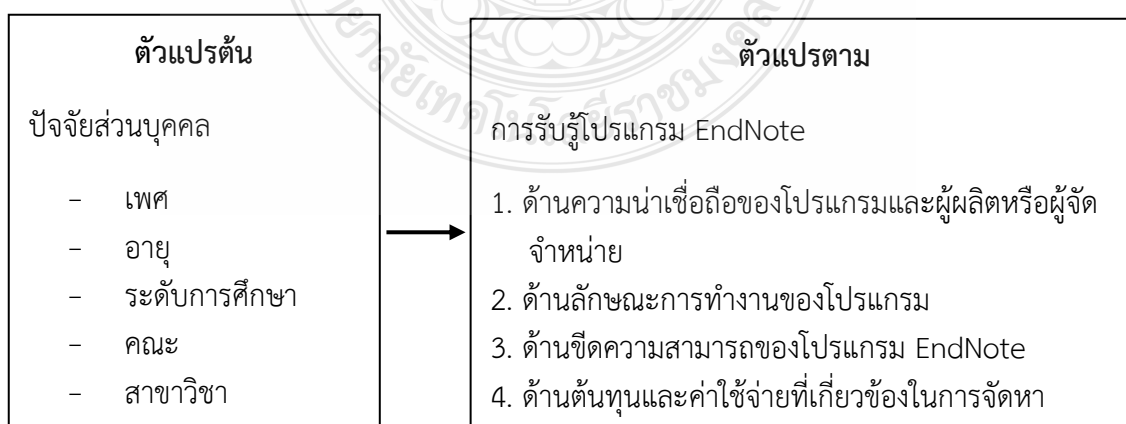 ตัวแปรต้น
ปัจจัยส่วนบุคคล
- เพศ
- อายุ
- ระดับการศึกษา
- คณะ
- สาขาวิชา
ตัวแปรตาม
การรับรู้โปรแกรม EndNote
1. ด้านความน่าเชื่อถือของโปรแกรมและผู้ผลิตหรือผู้จัด
จำหน่าย
2. ด้านลักษณะการทำงานของโปรแกรม
3. ด้านขีดความสามารถของโปรแกรม EndNote
4. ด้านต้นทุนและค่าใช้จ่ายที่เกี่ยวข้องในการจัดหา